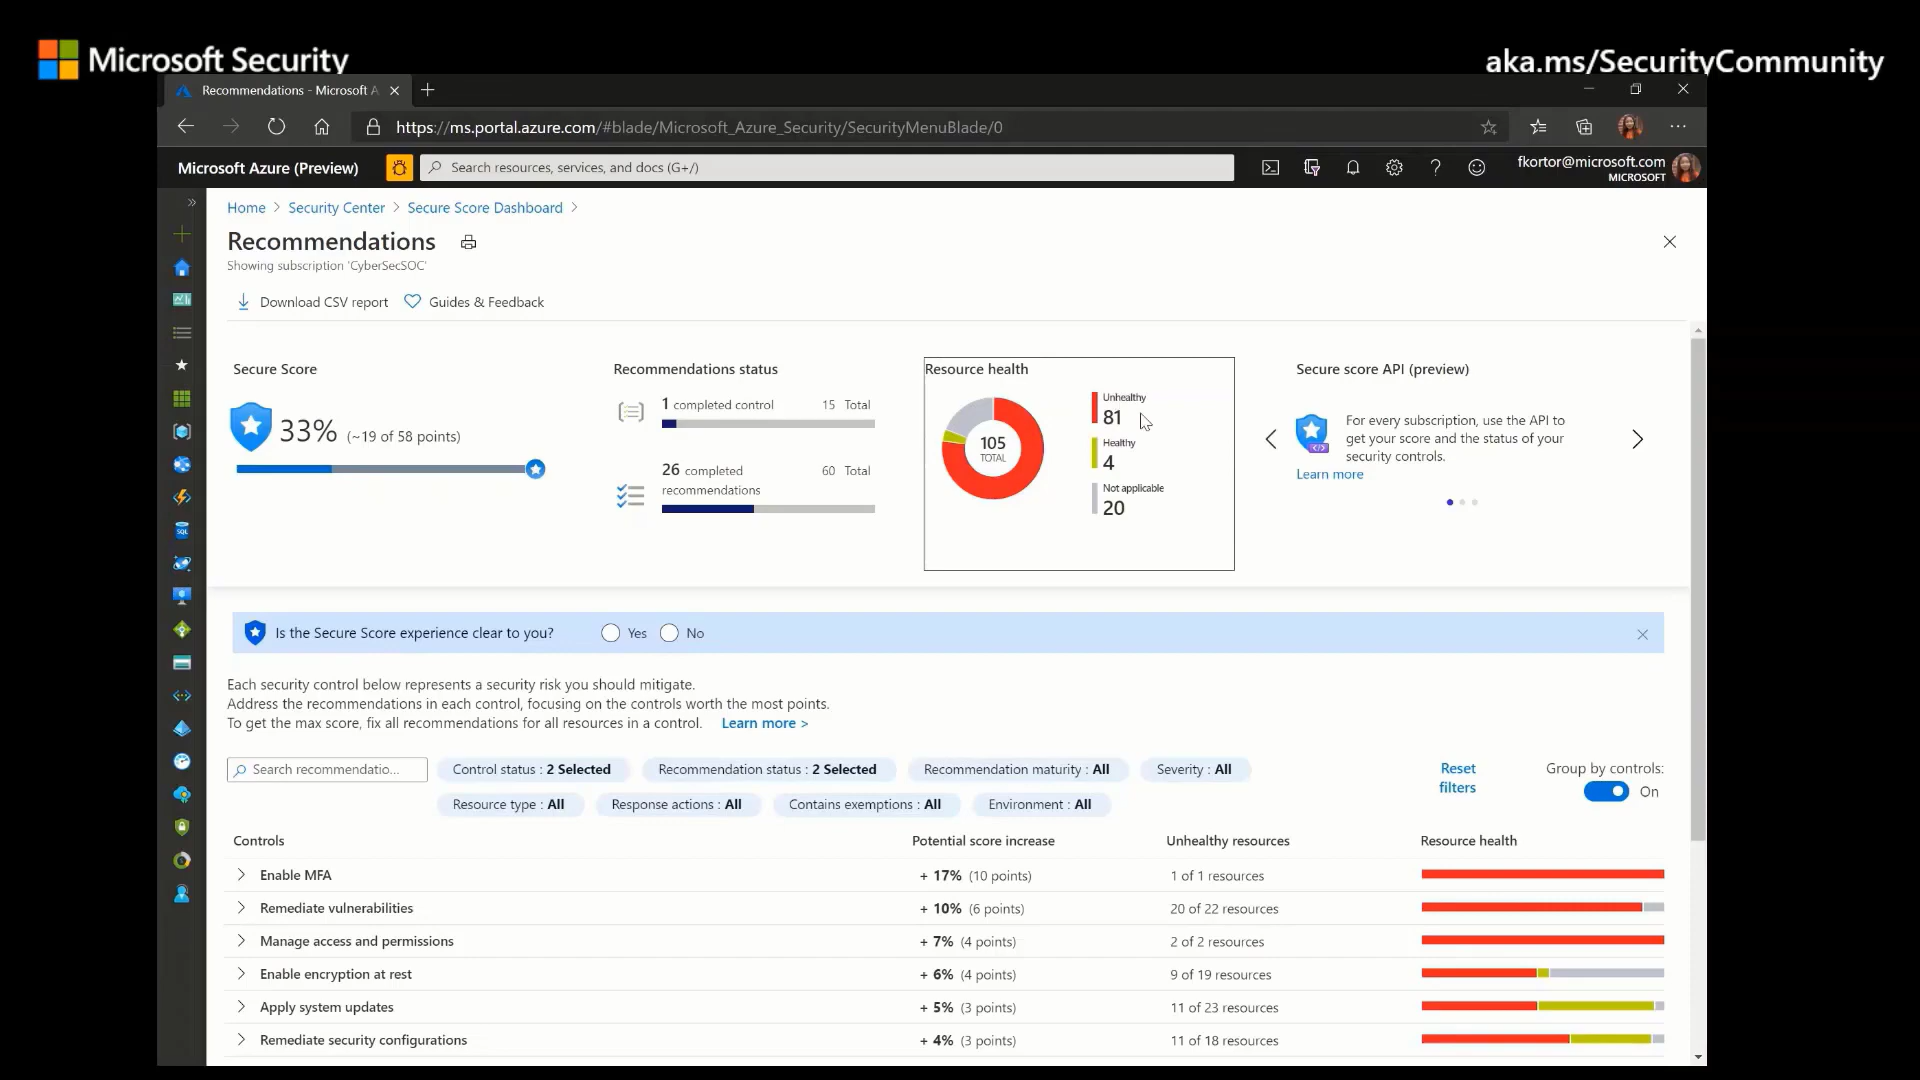 Microsoft Security
aka.ms/SecurityCommunity
Recommendations - Microsoft A
https://ms.portal.azure.com/#blade/Microsoft_Azure_Security/SecurityMenuBlade/0
Microsoft Azure (Preview)
Search resources, services, and docs (G+/)
fkortor@microsoft.com
MICROSOFT
Home > Security Center > Secure Score Dashboard >
Recommendations
Showing subscription 'CyberSecSOC'
Download CSV report
Guides & Feedback
Secure Score
33% (~19 of 58 points)
Recommendations status
1 completed control 15 Total
26 completed recommendations 60 Total
Resource health
105
TOTAL
Unhealthy
81
Healthy
4
Not applicable
20
Secure score API (preview)
For every subscription, use the API to
get your score and the status of your
security controls.
Learn more
Is the Secure Score experience clear to you? Yes No
Each security control below represents a security risk you should mitigate.
Address the recommendations in each control, focusing on the controls worth the most points.
To get the max score, fix all recommendations for all resources in a control. Learn more >
Search recommendatio...
Control status : 2 Selected
Recommendation status : 2 Selected
Recommendation maturity : All
Severity : All
Resource type : All
Response actions : All
Contains exemptions : All
Environment : All
Reset
filters
Group by controls:
On
Controls Potential score increase Unhealthy resources Resource health
Enable MFA + 17% (10 points) 1 of 1 resources
Remediate vulnerabilities + 10% (6 points) 20 of 22 resources
Manage access and permissions + 7% (4 points) 2 of 2 resources
Enable encryption at rest + 6% (4 points) 9 of 19 resources
Apply system updates + 5% (3 points) 11 of 23 resources
Remediate security configurations + 4% (3 points) 11 of 18 resources